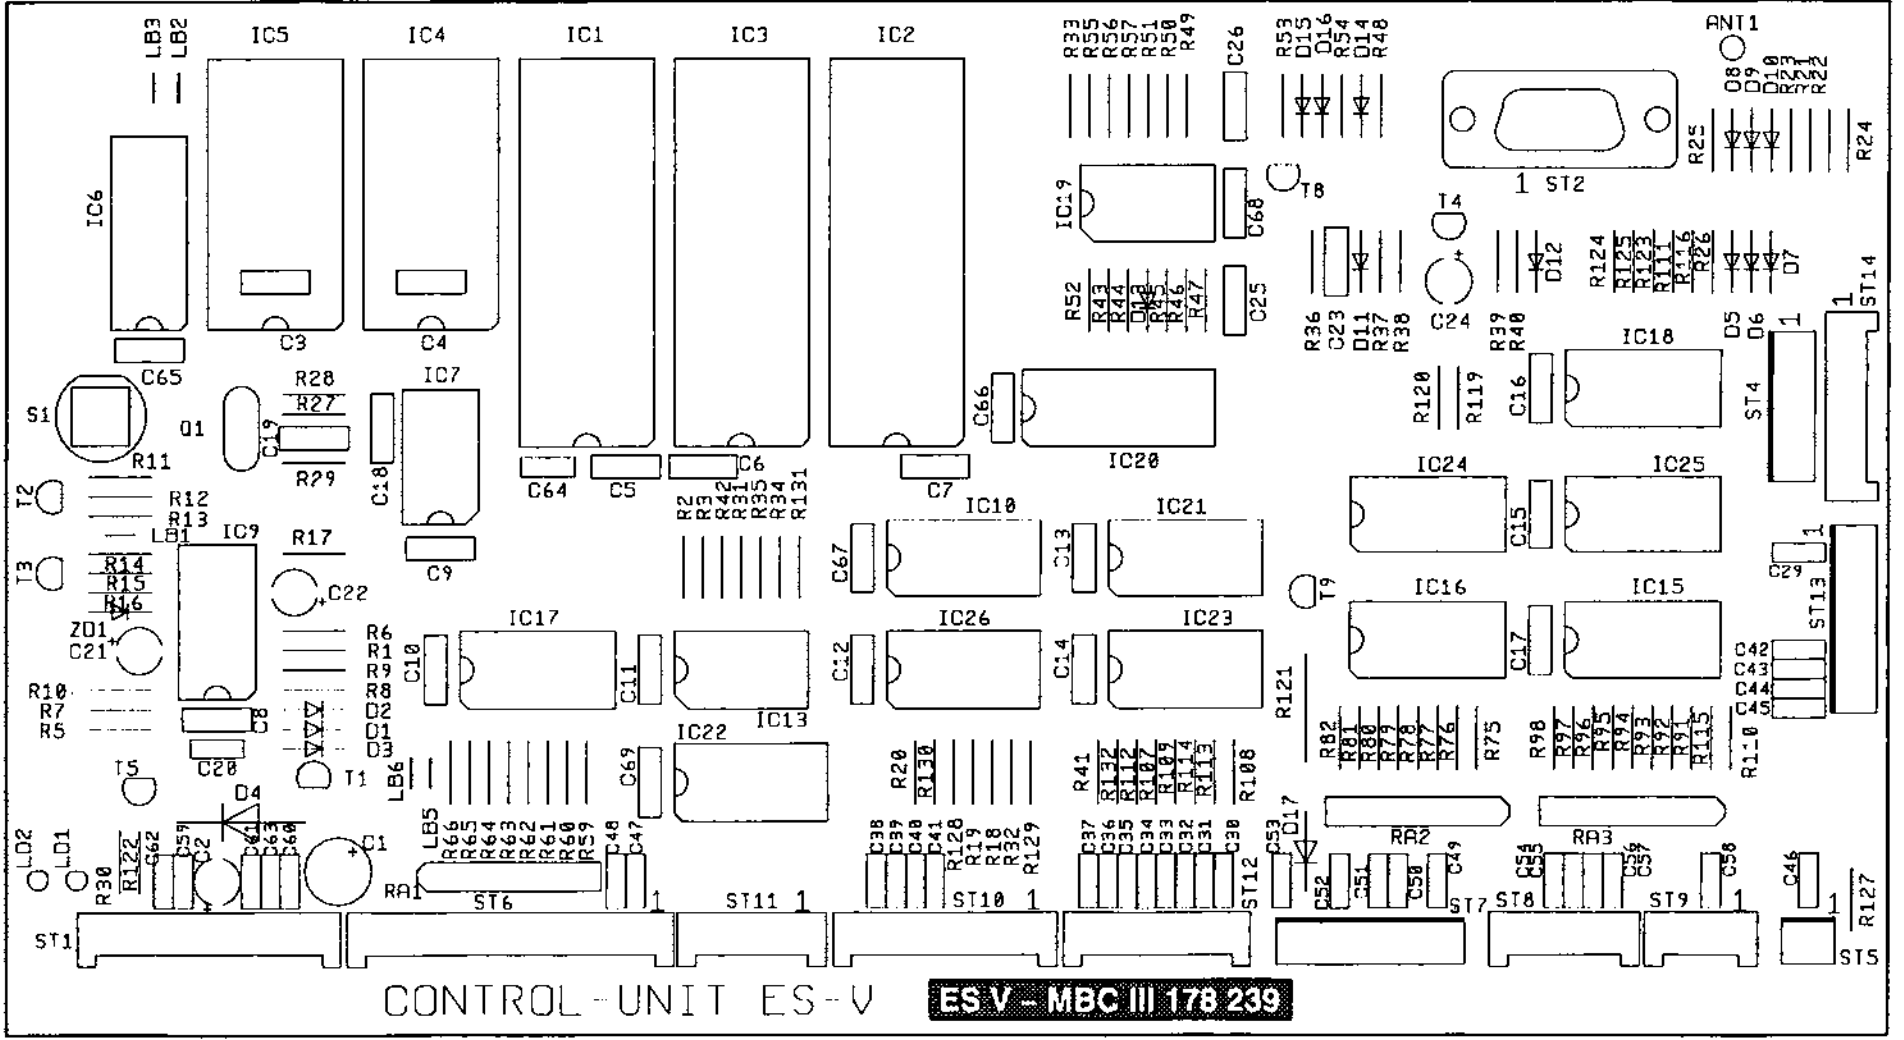 LB3
LB2
IC5
IC4
IC1
IC3
IC2
R33
R55
R56
R57
R51
R50
R49
C26
R53
D15
D16
R54
D14
R48
ANT1
D8
D9
D10
R23
R21
R22
R25
R24
IC6
IC19
C68
T8
1 ST2
T4
+
R52
R43
R44
D13
R45
R46
R47
C25
R36
C23
D11
R37
R38
C24
R39
R40
D12
R124
R125
R123
R111
R116
R26
D7
D5
D6
1
1
ST14
C3
C4
C65
IC7
R28
R27
S1
Q1
C19
R29
C18
C66
IC20
R120
R119
C16
IC18
ST4
R11
T2
R12
R13
LB1
IC9
R17
C9
C64
C5
C6
C7
R2
R3
R42
R31
R35
R34
R131
IC10
IC21
C67
C13
IC24
IC25
C15
1
C29
ST13
T3
R14
R15
R16
ZD1
+
C21
+
C22
IC17
IC26
IC23
T9
IC16
IC15
R6
R1
R9
R8
D2
D1
D3
C10
C11
C12
C14
C17
C42
C43
C44
C45
R10
R7
R5
C8
C20
IC13
IC22
R121
R82
R81
R80
R79
R78
R77
R76
R75
R98
R97
R96
R95
R94
R93
R92
R91
R115
R110
T5
T1
LB6
C69
R20
R130
R41
R132
R112
R107
R109
R114
R113
R108
D4
LB5
R66
R65
R64
R63
R62
R61
R60
R59
C48
C47
C38
C39
C40
C41
R128
R19
R18
R32
R129
C37
C36
C35
C34
C33
C32
C31
C30
ST12
C53
D17
RA2
RA3
LD2
LD1
R30
R122
C62
C59
C2
+
C61
C63
C60
+
C1
RA1
C52
C51
C50
C49
C54
C55
C56
C57
C58
C46
R127
ST1
ST6
1
ST11
1
ST10
1
ST7
ST8
ST9
1
1
ST5
CONTROL-UNIT ES-V
ES V – MBC III 178 239